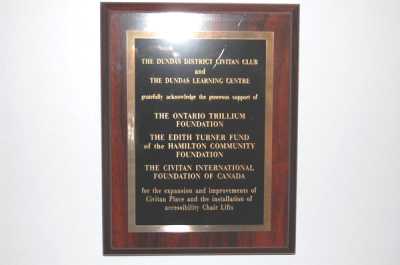 THE DUNDAS DISTRICT CIVITAN CLUB
and
THE DUNDAS LEARNING CENTRE
gratefully acknowledge the generous support of
THE ONTARIO TRILLIUM
FOUNDATION
THE EDITH TURNER FUND
of the HAMILTON COMMUNITY
FOUNDATION
THE CIVITAN INTERNATIONAL
FOUNDATION OF CANADA
for the expansion and improvements of
Civitan Place and the installation of
accessibility Chair Lifts